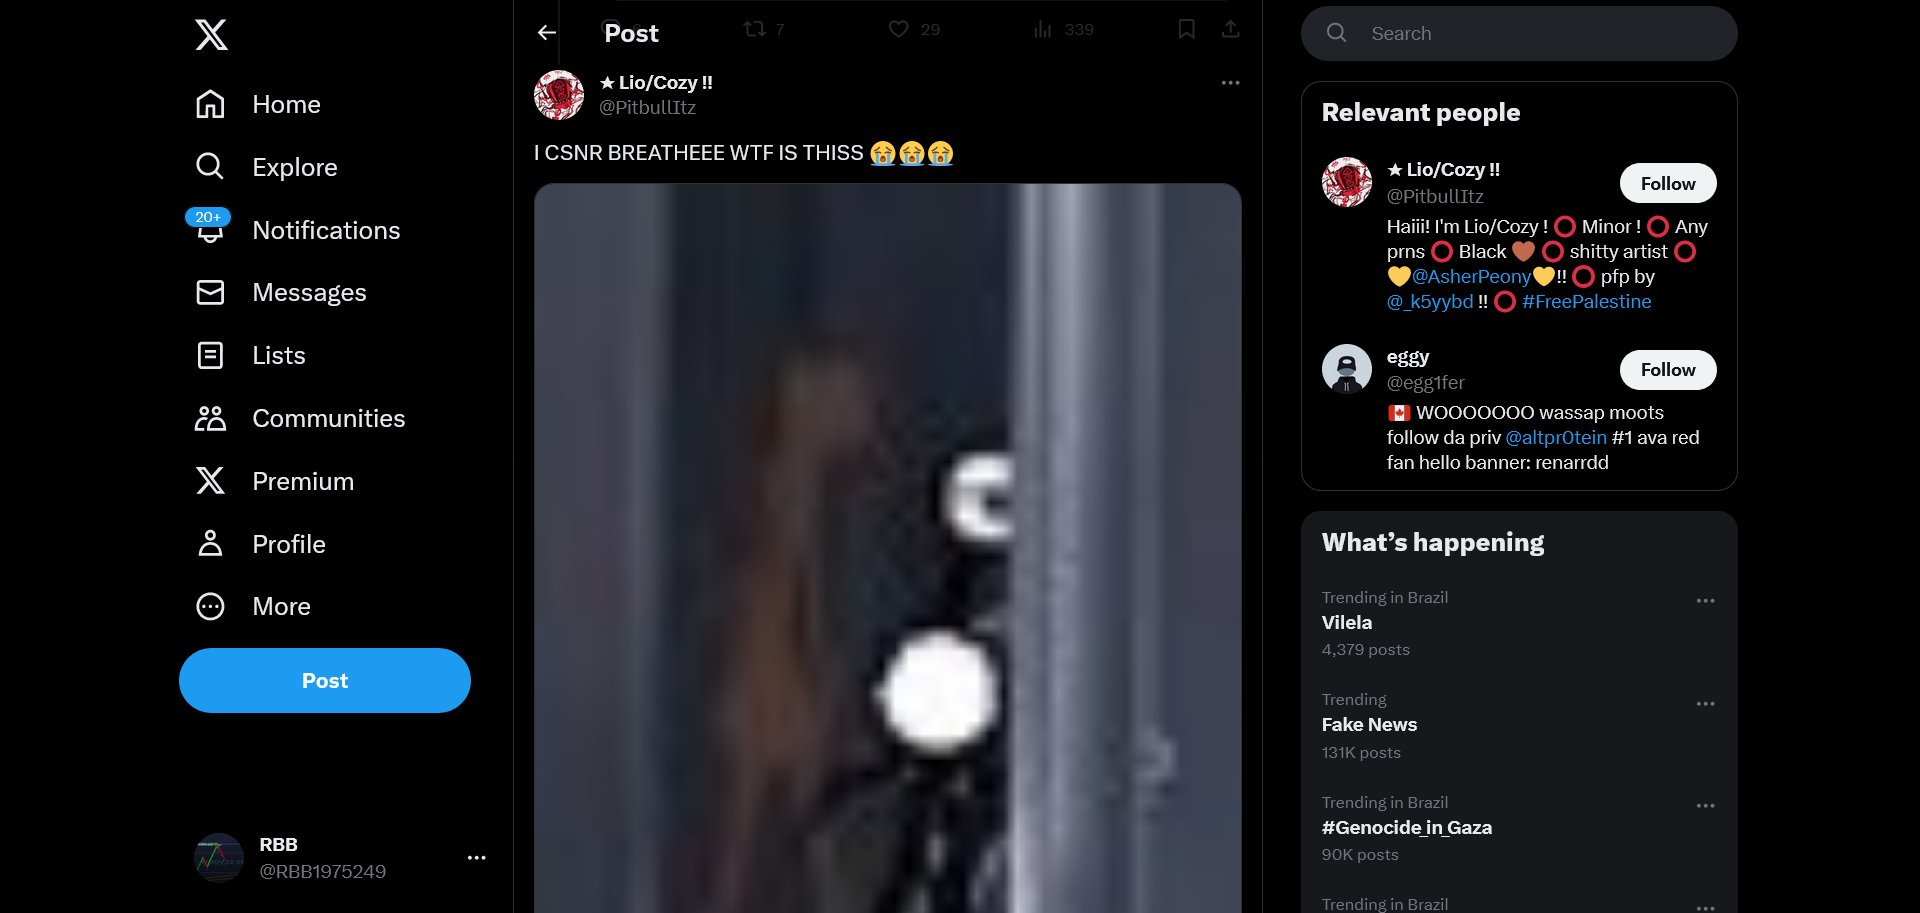 Home
Explore
20+
Notifications
Messages
Lists
Communities
Premium
Profile
More
Post
RBB
@RBB1975249
Post
6
7
29
339
★ Lio/Cozy !!
@PitbullItz
I CSNR BREATHEEE WTF IS THISS 😭😭😭
Search
Relevant people
★ Lio/Cozy !!
@PitbullItz
Follow
Haiii! I'm Lio/Cozy ! ⭕ Minor ! ⭕ Any
prns ⭕ Black 🤎 ⭕ shitty artist ⭕
💛@AsherPeony💛!! ⭕ pfp by
@_k5yybd !! ⭕ #FreePalestine
eggy
@egg1fer
Follow
🇨🇦 WOOOOOOO wassap moots
follow da priv @altpr0tein #1 ava red
fan hello banner: renarrdd
What’s happening
Trending in Brazil
Vilela
4,379 posts
Trending
Fake News
131K posts
Trending in Brazil
#Genocide_in_Gaza
90K posts
Trending in Brazil